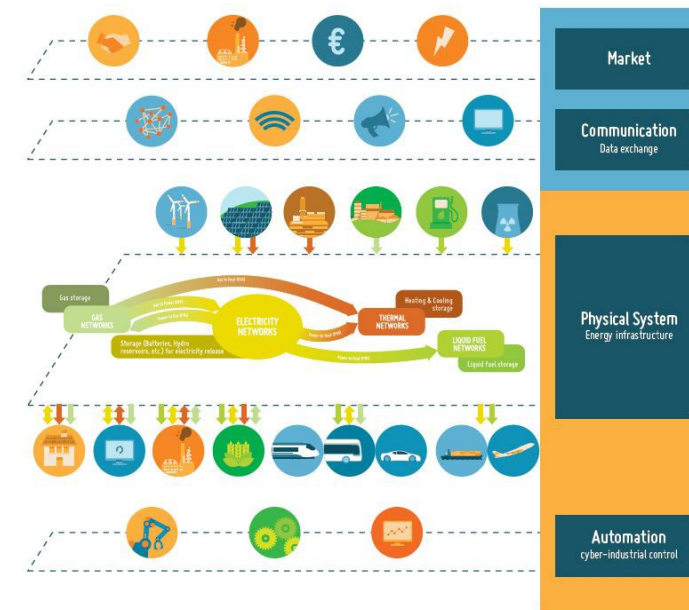 Market
Communication
Data exchange
Gas storage
GAS
NETWORKS
ELECTRICITY
NETWORKS
Storage (Batteries, Hydro
reservoirs, etc.) for electricity release
Heating & Cooling
storage
THERMAL
NETWORKS
LIQUID FUEL
NETWORKS
Liquid fuel storage
Physical System
Energy infrastructure
Automation
cyber-industrial control